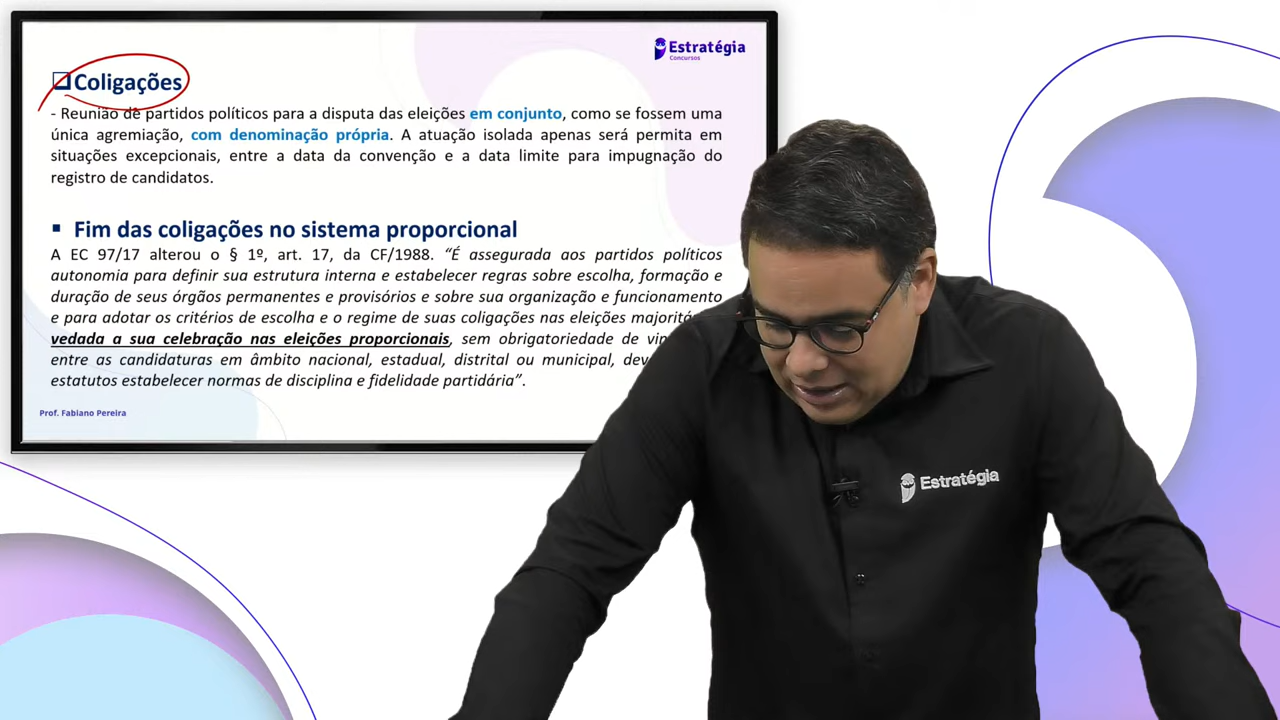 Estratégia
Concursos
Coligações
- Reunião de partidos políticos para a disputa das eleições em conjunto, como se fossem uma
única agremiação, com denominação própria. A atuação isolada apenas será permita em
situações excepcionais, entre a data da convenção e a data limite para impugnação do
registro de candidatos.
▪ Fim das coligações no sistema proporcional
A EC 97/17 alterou o § 1º, art. 17, da CF/1988. “É assegurada aos partidos políticos
autonomia para definir sua estrutura interna e estabelecer regras sobre escolha, formação e
duração de seus órgãos permanentes e provisórios e sobre sua organização e funcionamento
e para adotar os critérios de escolha e o regime de suas coligações nas eleições
vedada a sua celebração nas eleições proporcionais, sem obrigatoriedade de
entre as candidaturas em âmbito nacional, estadual, distrital ou municipal,
estatutos estabelecer normas de disciplina e fidelidade partidária”.
Prof. Fabiano Pereira
Estratégia